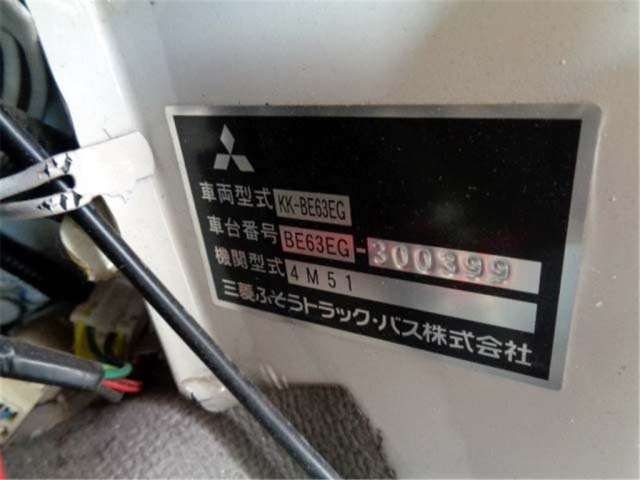 車両型式 KK-BE63EG
車台番号 BE63EG-300399
機関型式 4M51
三菱ふそうトラック・バス株式会社